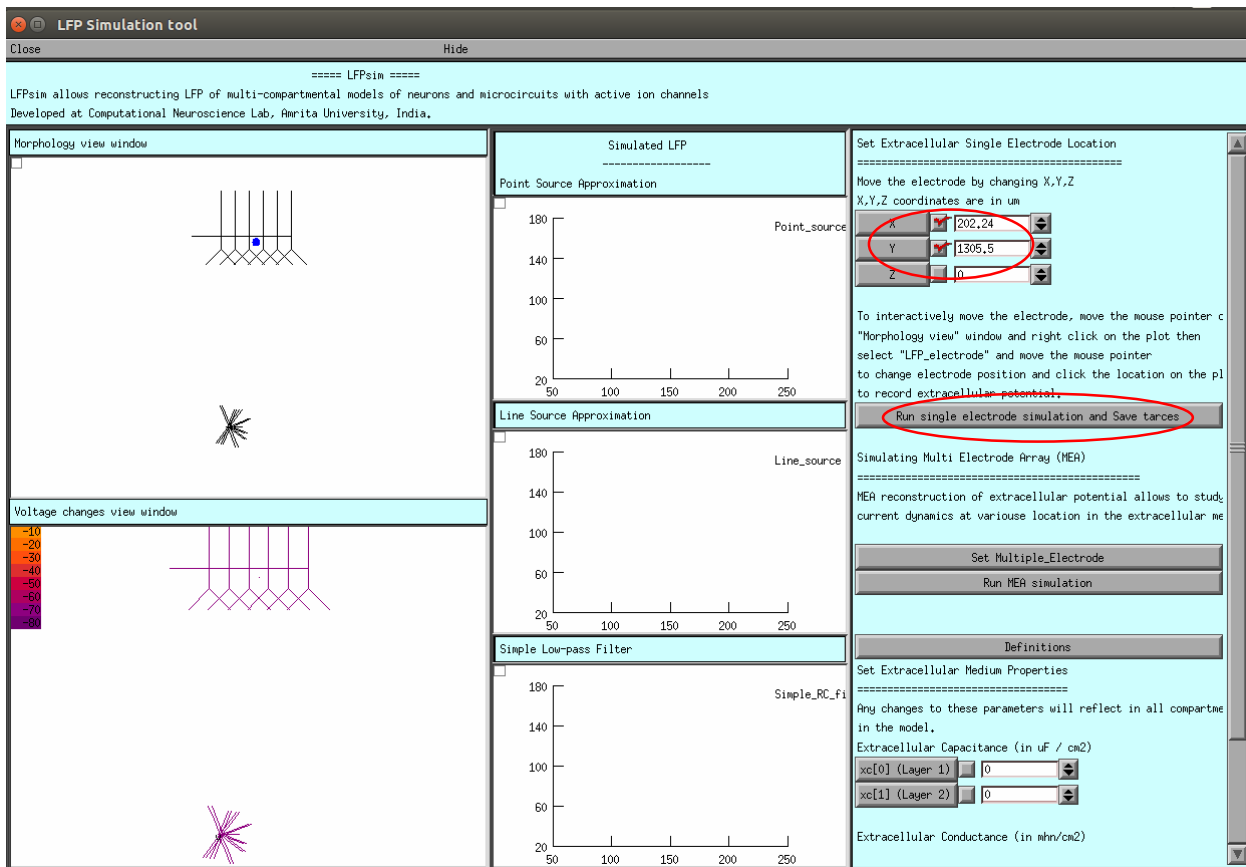 LFP Simulation tool
Close Hide
===== LFPsim =====
LFPsim allows reconstructing LFP of multi-compartmental models of neurons and microcircuits with active ion channels
Developed at Computational Neuroscience Lab, Amrita University, India.
Morphology view window
Voltage changes view window
-10
-20
-30
-40
-50
-60
-70
-80
Simulated LFP
------------------
Point Source Approximation
Point_source
180
140
100
60
20
50 100 150 200 250
Line Source Approximation
Line_source
180
140
100
60
20
50 100 150 200 250
Simple Low-pass Filter
Simple_RC_fi
180
140
100
60
20
50 100 150 200 250
Set Extracellular Single Electrode Location
============================================
Move the electrode by changing X,Y,Z
X,Y,Z coordinates are in um
X 202.24
Y 1305.5
Z 0
To interactively move the electrode, move the mouse pointer o
"Morphology view" window and right click on the plot then
select "LFP_electrode" and move the mouse pointer
to change electrode position and click the location on the pl
to record extracellular potential.
Run single electrode simulation and Save tarces
Simulating Multi Electrode Array (MEA)
===============================================
MEA reconstruction of extracellular potential allows to study
current dynamics at variouse location in the extracellular me
Set Multiple_Electrode
Run MEA simulation
Definitions
Set Extracellular Medium Properties
===================================
Any changes to these parameters will reflect in all compartme
in the model.
Extracellular Capacitance (in uF / cm2)
xc[0] (Layer 1) 0
xc[1] (Layer 2) 0
Extracellular Conductance (in mhn/cm2)